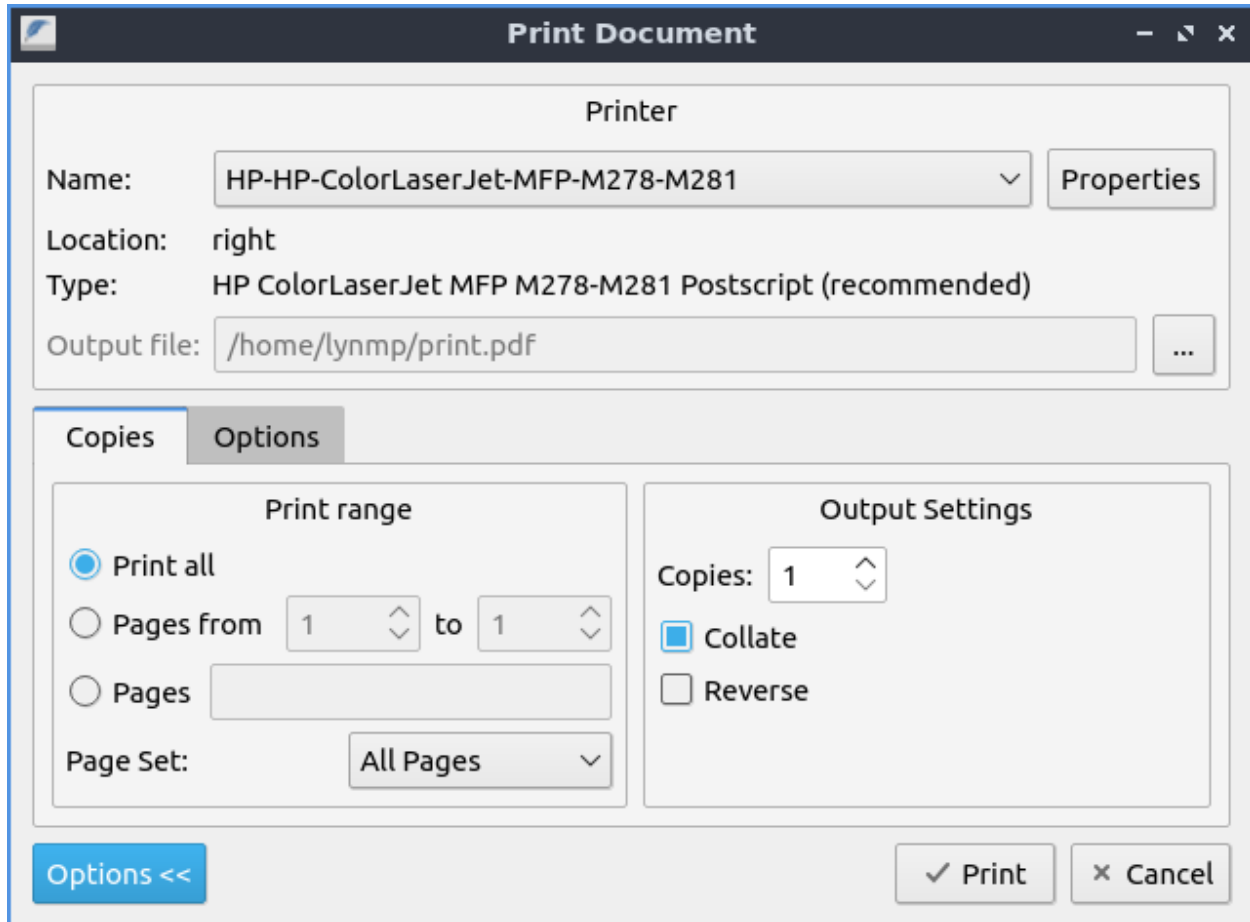 Print Document
Printer
Name: HP-HP-ColorLaserJet-MFP-M278-M281 Properties
Location: right
Type: HP ColorLaserJet MFP M278-M281 Postscript (recommended)
Output file: /home/lynmp/print.pdf ...
Copies Options
Print range
Print all
Pages from 1 to 1
Pages
Page Set: All Pages
Output Settings
Copies: 1
Collate
Reverse
Options << Print Cancel